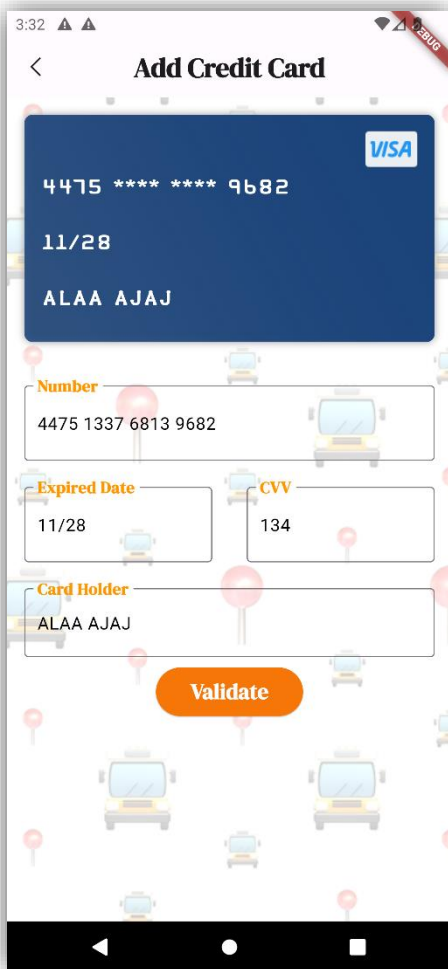 3:32
EBUG
Add Credit Card
VISA
4475 **** **** 9682
11/28
ALAA AJAJ
Number
4475 1337 6813 9682
Expired Date
CVV
11/28
134
Card Holder
ALAA AJAJ
Validate